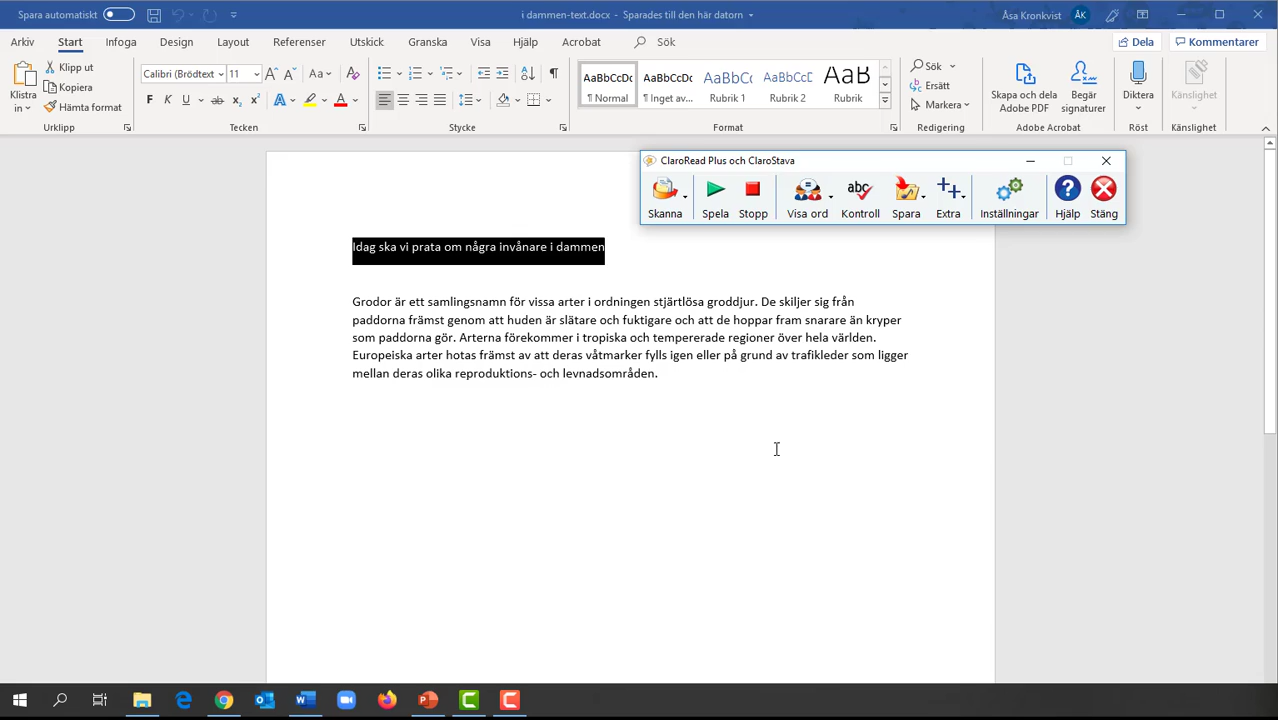 Spara automatiskt
i dammen-text.docx - Sparades till den här datorn
Åsa Kronkvist ÅK
Arkiv Start Infoga Design Layout Referenser Utskick Granska Visa Hjälp Acrobat Sök
Dela Kommentarer
Klistra in
Klipp ut
Kopiera
Hämta format
Urklipp
Calibri (Brödtext 11
Aa
F K U ab x₂ x²
A A
Tecken
Stycke
AaBbCcDc AaBbCcDc AaBbCc AaBbCcD AaB
¶ Normal ¶ Inget av... Rubrik 1 Rubrik 2 Rubrik
Format
Sök
Ersätt
Markera
Redigering
Skapa och dela Adobe PDF
Begär signaturer
Adobe Acrobat
Diktera
Röst
Känslighet
Känslighet
ClaroRead Plus och ClaroStava
abc
Skanna Spela Stopp Visa ord Kontroll Spara Extra Inställningar Hjälp Stäng
Idag ska vi prata om några invånare i dammen
Grodor är ett samlingsnamn för vissa arter i ordningen stjärtlösa groddjur. De skiljer sig från
paddorna främst genom att huden är slätare och fuktigare och att de hoppar fram snarare än kryper
som paddorna gör. Arterna förekommer i tropiska och tempererade regioner över hela världen.
Europeiska arter hotas främst av att deras våtmarker fylls igen eller på grund av trafikleder som ligger
mellan deras olika reproduktions- och levnadsområden.